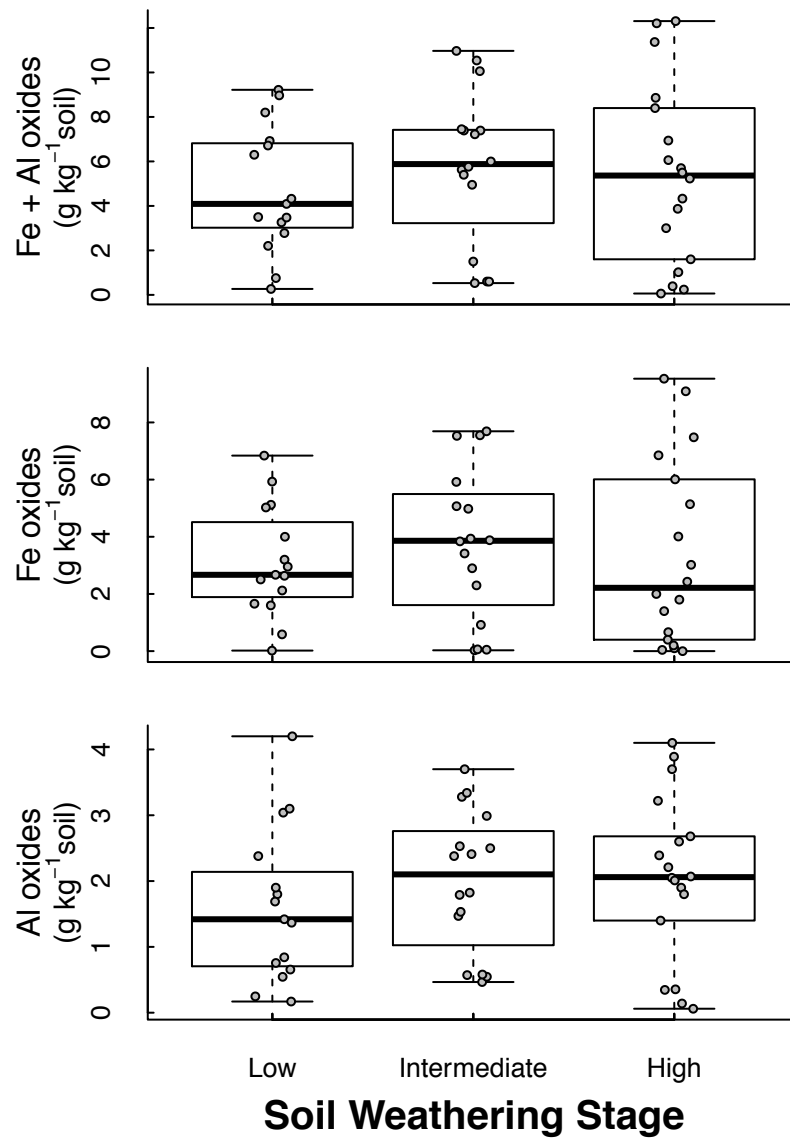 Fe + Al oxides
(g kg⁻¹soil)
10
8
6
4
2
0
Fe oxides
(g kg⁻¹soil)
8
6
4
2
0
Al oxides
(g kg⁻¹soil)
4
3
2
1
0
Low Intermediate High
Soil Weathering Stage